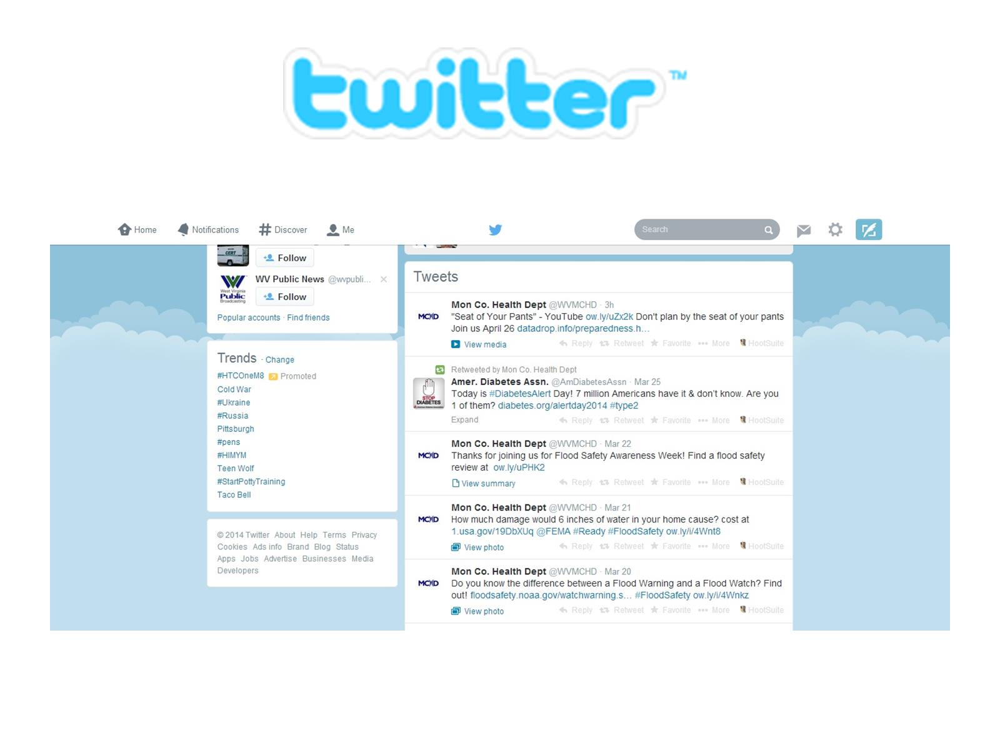 twitter™
Home Notifications Discover Me Search
CERT
Follow
WV Public News @wvpubli... ×
West Virginia
Public
Broadcasting
Follow
Popular accounts · Find friends
Trends · Change
#HTCOneM8 Promoted
Cold War
#Ukraine
#Russia
Pittsburgh
#pens
#HIMYM
Teen Wolf
#StartPottyTraining
Taco Bell
© 2014 Twitter About Help Terms Privacy
Cookies Ads info Brand Blog Status
Apps Jobs Advertise Businesses Media
Developers
Tweets
MCHD
Mon Co. Health Dept @WVMCHD · 3h
"Seat of Your Pants" - YouTube ow.ly/uZx2k Don't plan by the seat of your pants
Join us April 26 datadrop.info/preparedness.h…
View media Reply Retweet Favorite More HootSuite
Retweeted by Mon Co. Health Dept
STOP
DIABETES
Amer. Diabetes Assn. @AmDiabetesAssn · Mar 25
Today is #DiabetesAlert Day! 7 million Americans have it & don't know. Are you
1 of them? diabetes.org/alertday2014 #type2
Expand Reply Retweet Favorite More HootSuite
MCHD
Mon Co. Health Dept @WVMCHD · Mar 22
Thanks for joining us for Flood Safety Awareness Week! Find a flood safety
review at ow.ly/uPHK2
View summary Reply Retweet Favorite More HootSuite
MCHD
Mon Co. Health Dept @WVMCHD · Mar 21
How much damage would 6 inches of water in your home cause? cost at
1.usa.gov/19DbXUq @FEMA #Ready #FloodSafety ow.ly/i/4Wnt8
View photo Reply Retweet Favorite More HootSuite
MCHD
Mon Co. Health Dept @WVMCHD · Mar 20
Do you know the difference between a Flood Warning and a Flood Watch? Find
out! floodsafety.noaa.gov/watchwarning.s… #FloodSafety ow.ly/i/4Wnkz
View photo Reply Retweet Favorite More HootSuite